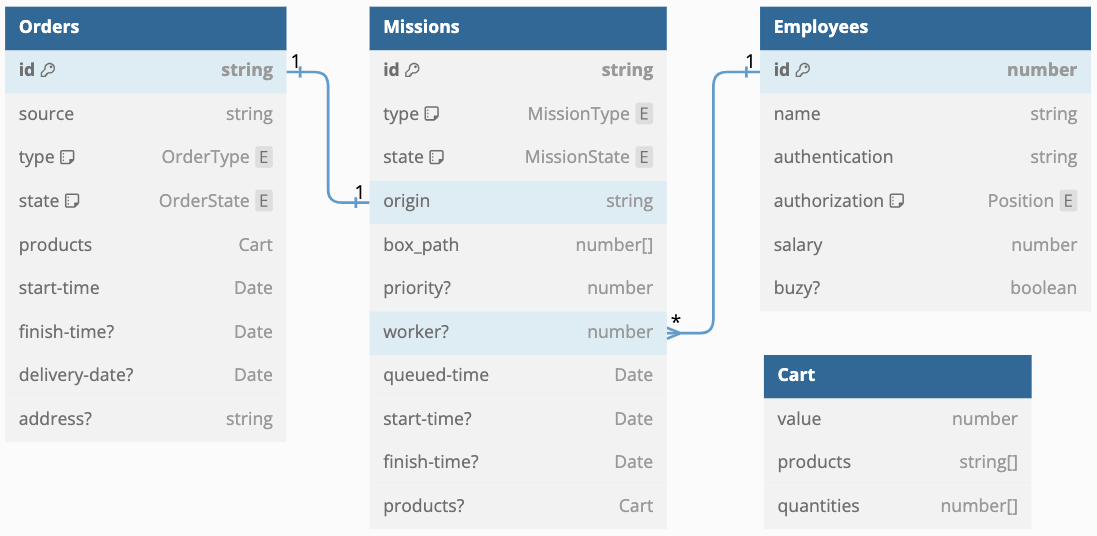 Orders
id string
source string
type OrderType E
state OrderState E
products Cart
start-time Date
finish-time? Date
delivery-date? Date
address? string
1
1
Missions
id string
type MissionType E
state MissionState E
origin string
box_path number[]
priority? number
worker? number
queued-time Date
start-time? Date
finish-time? Date
products? Cart
*
1
Employees
id number
name string
authentication string
authorization Position E
salary number
buzy? boolean
Cart
value number
products string[]
quantities number[]